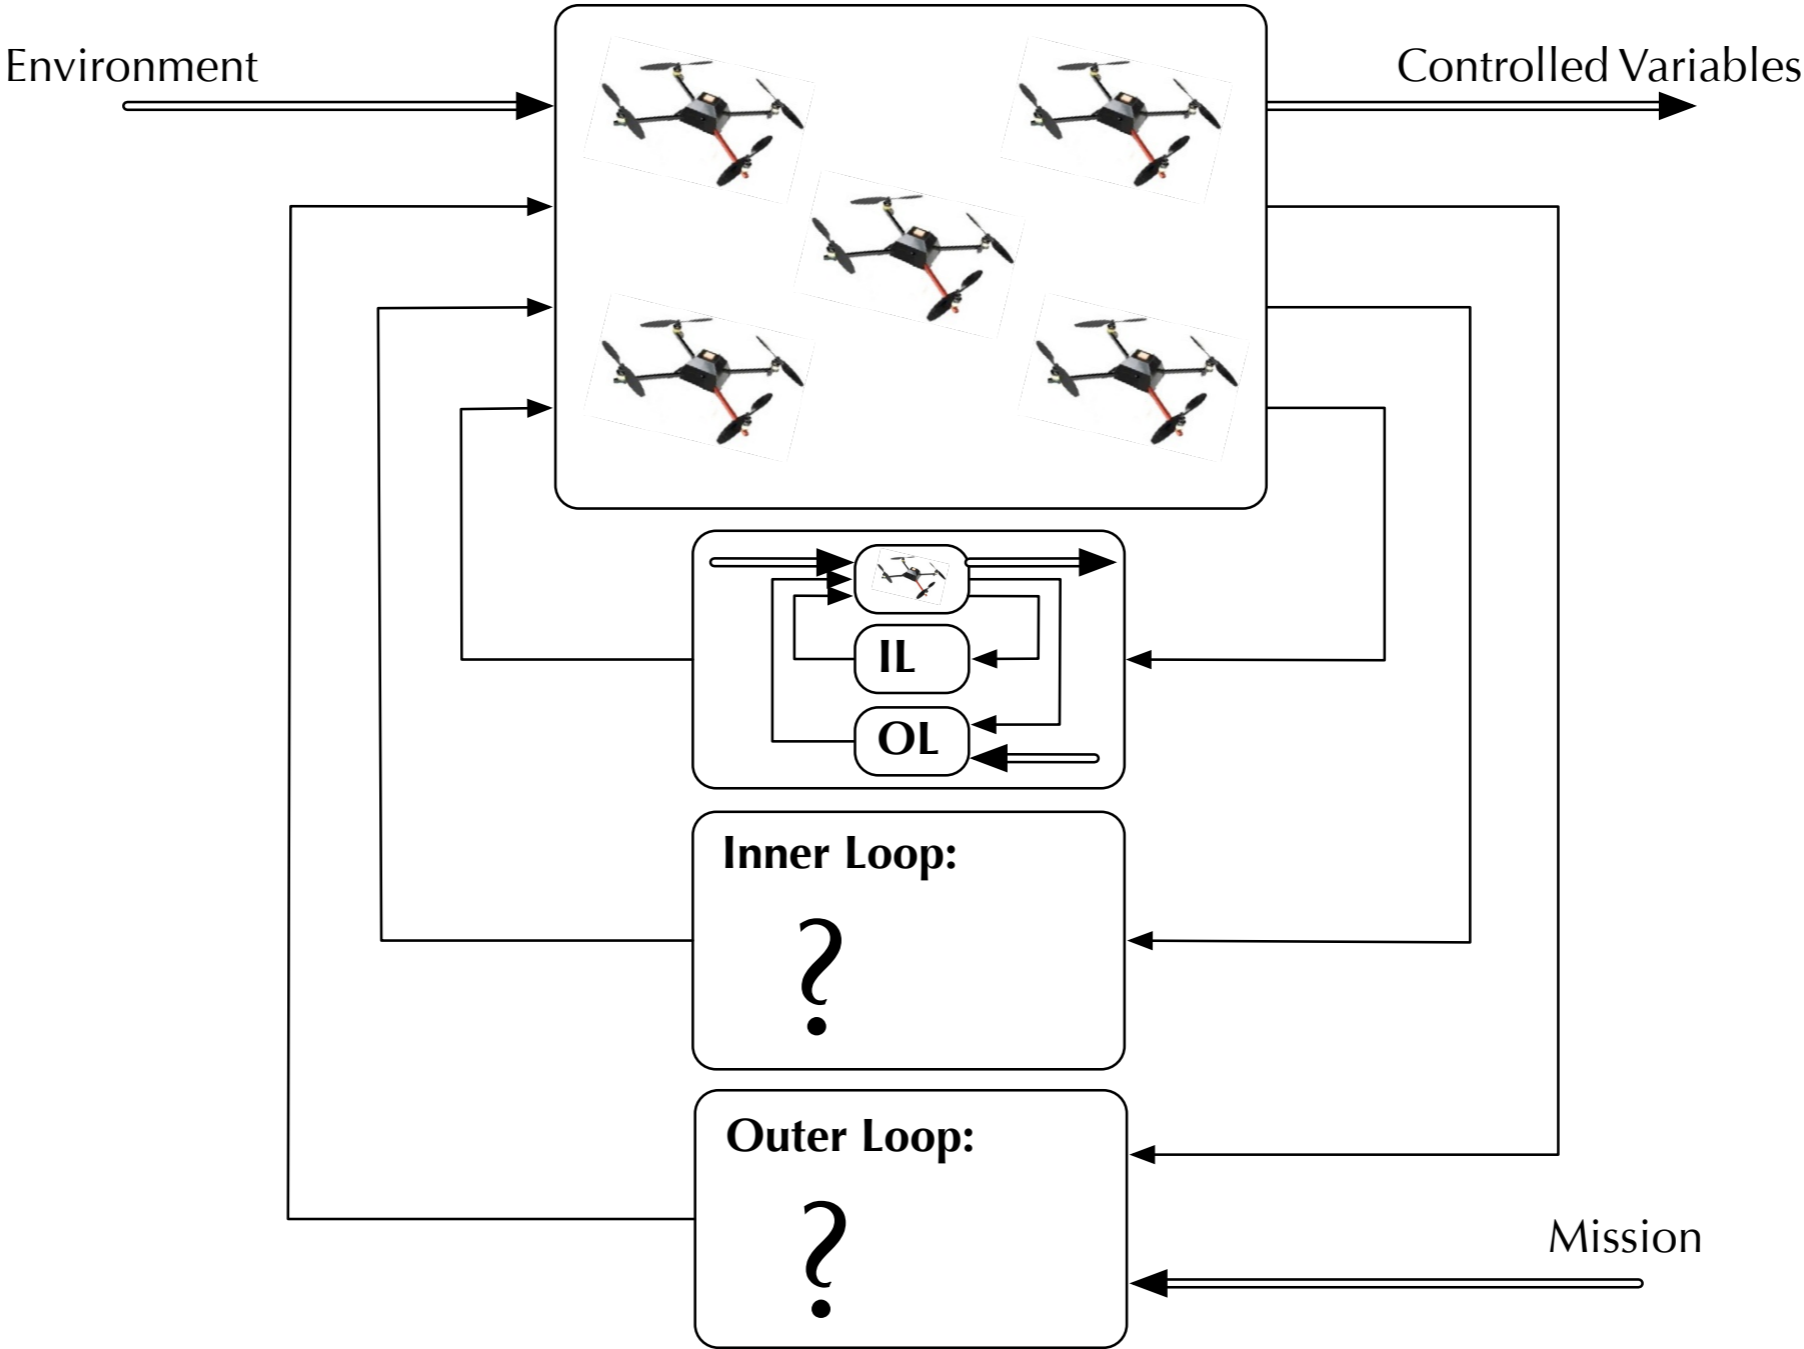 Environment
Controlled Variables
IL
OL
Inner Loop:
?
Outer Loop:
?
Mission